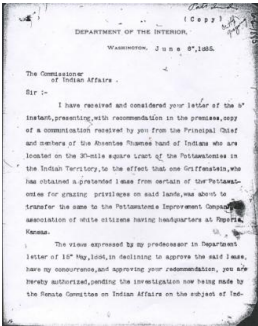 (Copy)
DEPARTMENT OF THE INTERIOR,
WASHINGTON, June 8", 1885.
The Commissioner
of Indian Affairs.
Sir :-
I have received and considered your letter of the 5"
instant, presenting, with recommendation in the premises, copy
of a communication received by you from the Principal Chief
and members of the Absentee Shawnee band of Indians who are
located on the 30-mile square tract of the Pottawatomies in
the Indian Territory, to the effect that one Griffenstein, who
has obtained a pretended lease from certain of the Pottawat-
omies for grazing privileges on said lands, was about to
transfer the same to the Pottawatomie Improvement Company
association of white citizens having headquarters at Emporia,
Kansas.
The views expressed by my predecessor in Department
letter of 15" May, 1884, in declining to approve the said lease,
have my concurrence, and approving your recommendation, you are
hereby authorized, pending the investigation now being made by
the Senate Committee on Indian Affairs on the subject of Ind-